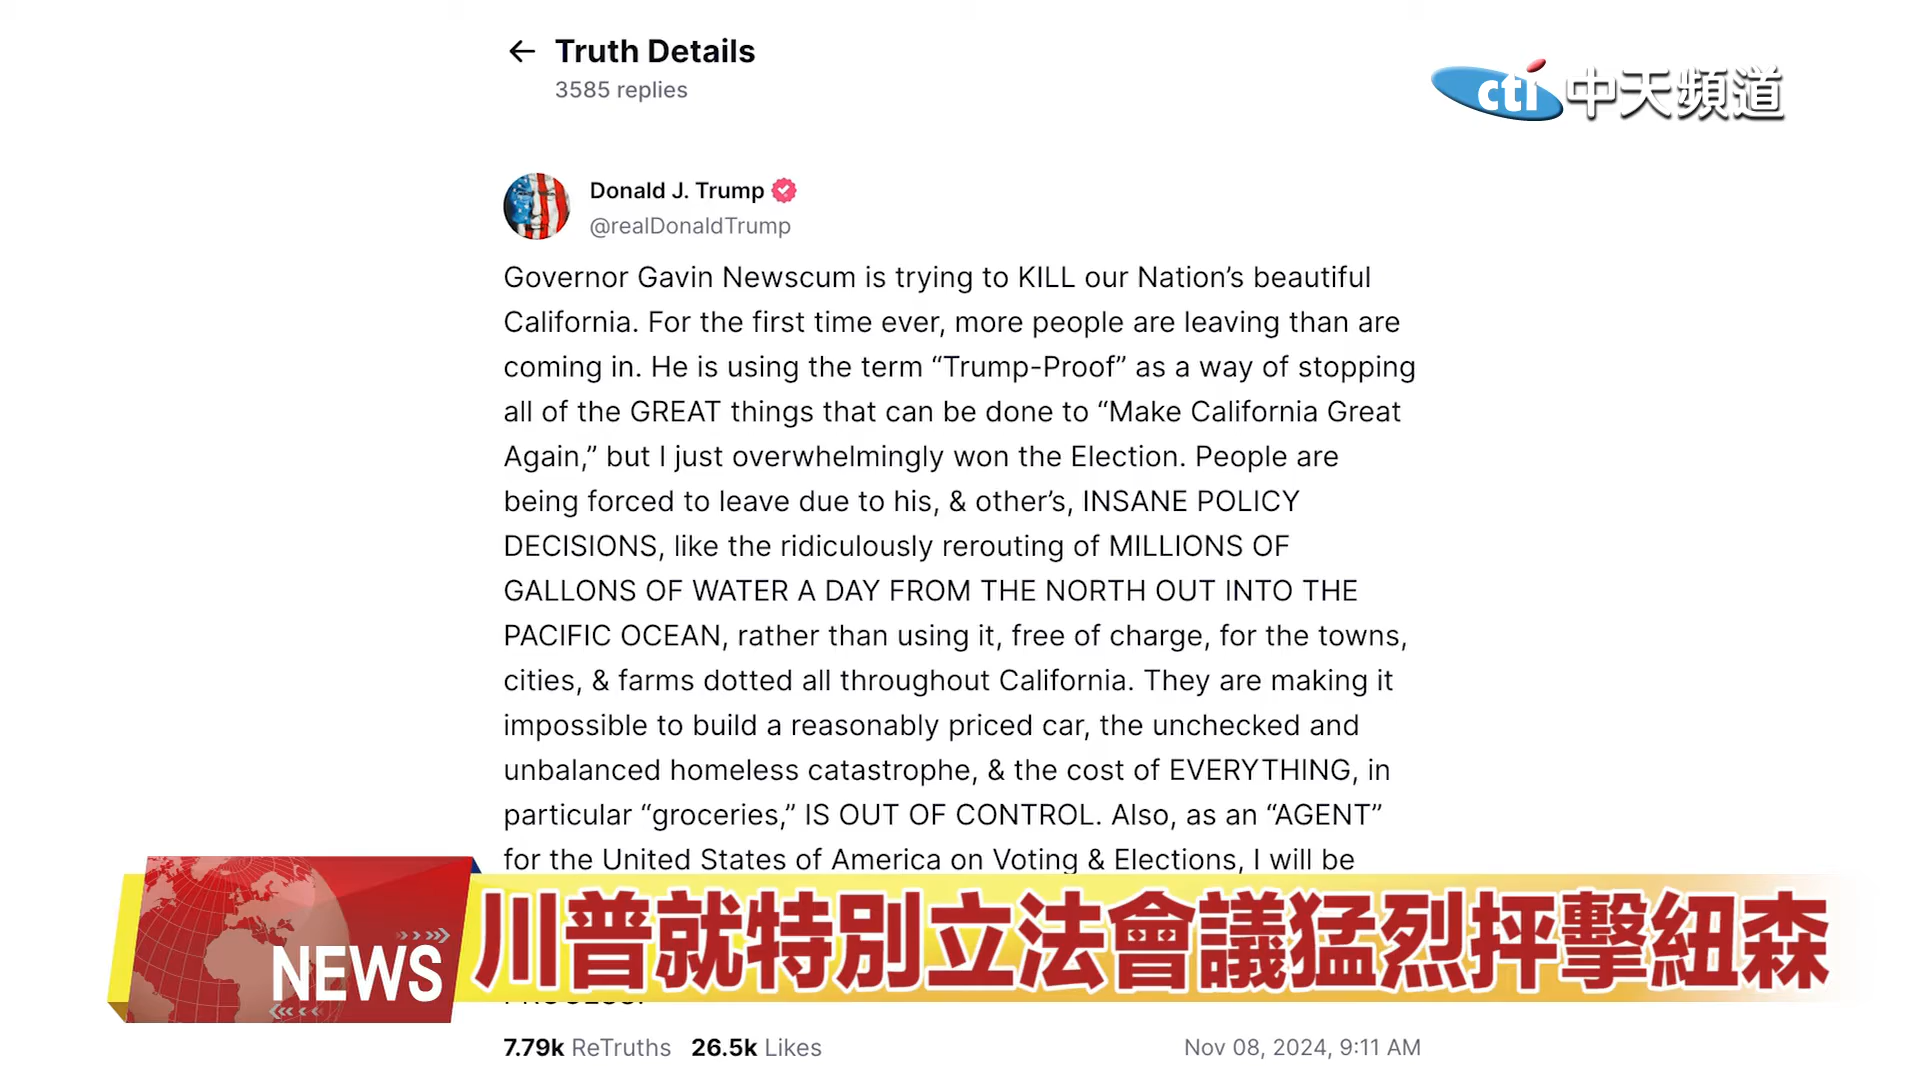 Truth Details
3585 replies
cti 中天頻道
Donald J. Trump
@realDonaldTrump
Governor Gavin Newscum is trying to KILL our Nation’s beautiful
California. For the first time ever, more people are leaving than are
coming in. He is using the term “Trump-Proof” as a way of stopping
all of the GREAT things that can be done to “Make California Great
Again,” but I just overwhelmingly won the Election. People are
being forced to leave due to his, & other’s, INSANE POLICY
DECISIONS, like the ridiculously rerouting of MILLIONS OF
GALLONS OF WATER A DAY FROM THE NORTH OUT INTO THE
PACIFIC OCEAN, rather than using it, free of charge, for the towns,
cities, & farms dotted all throughout California. They are making it
impossible to build a reasonably priced car, the unchecked and
unbalanced homeless catastrophe, & the cost of EVERYTHING, in
particular “groceries,” IS OUT OF CONTROL. Also, as an “AGENT”
for the United States of America on Voting & Elections, I will be
NEWS
川普就特別立法會議猛烈抨擊紐森
7.79k ReTruths 26.5k Likes
Nov 08, 2024, 9:11 AM